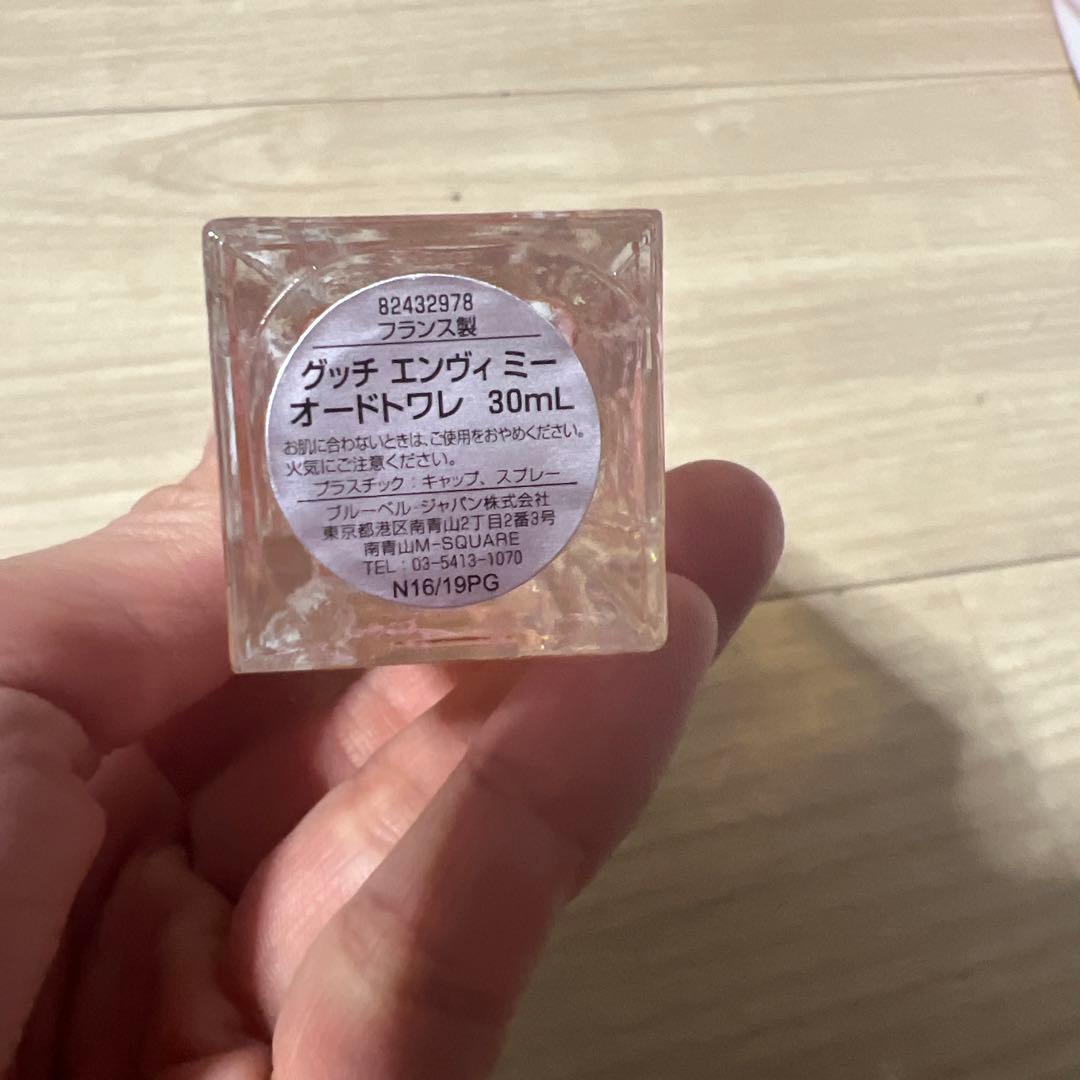 82432978
フランス製
グッチ エンヴィ ミー
オードトワレ 30mL
お肌に合わないときは、ご使用をおやめください。
火気にご注意ください。
プラスチック：キャップ、スプレー
ブルーベル・ジャパン株式会社
東京都港区南青山2丁目2番3号
南青山M-SQUARE
TEL：03-5413-1070
N16/19PG